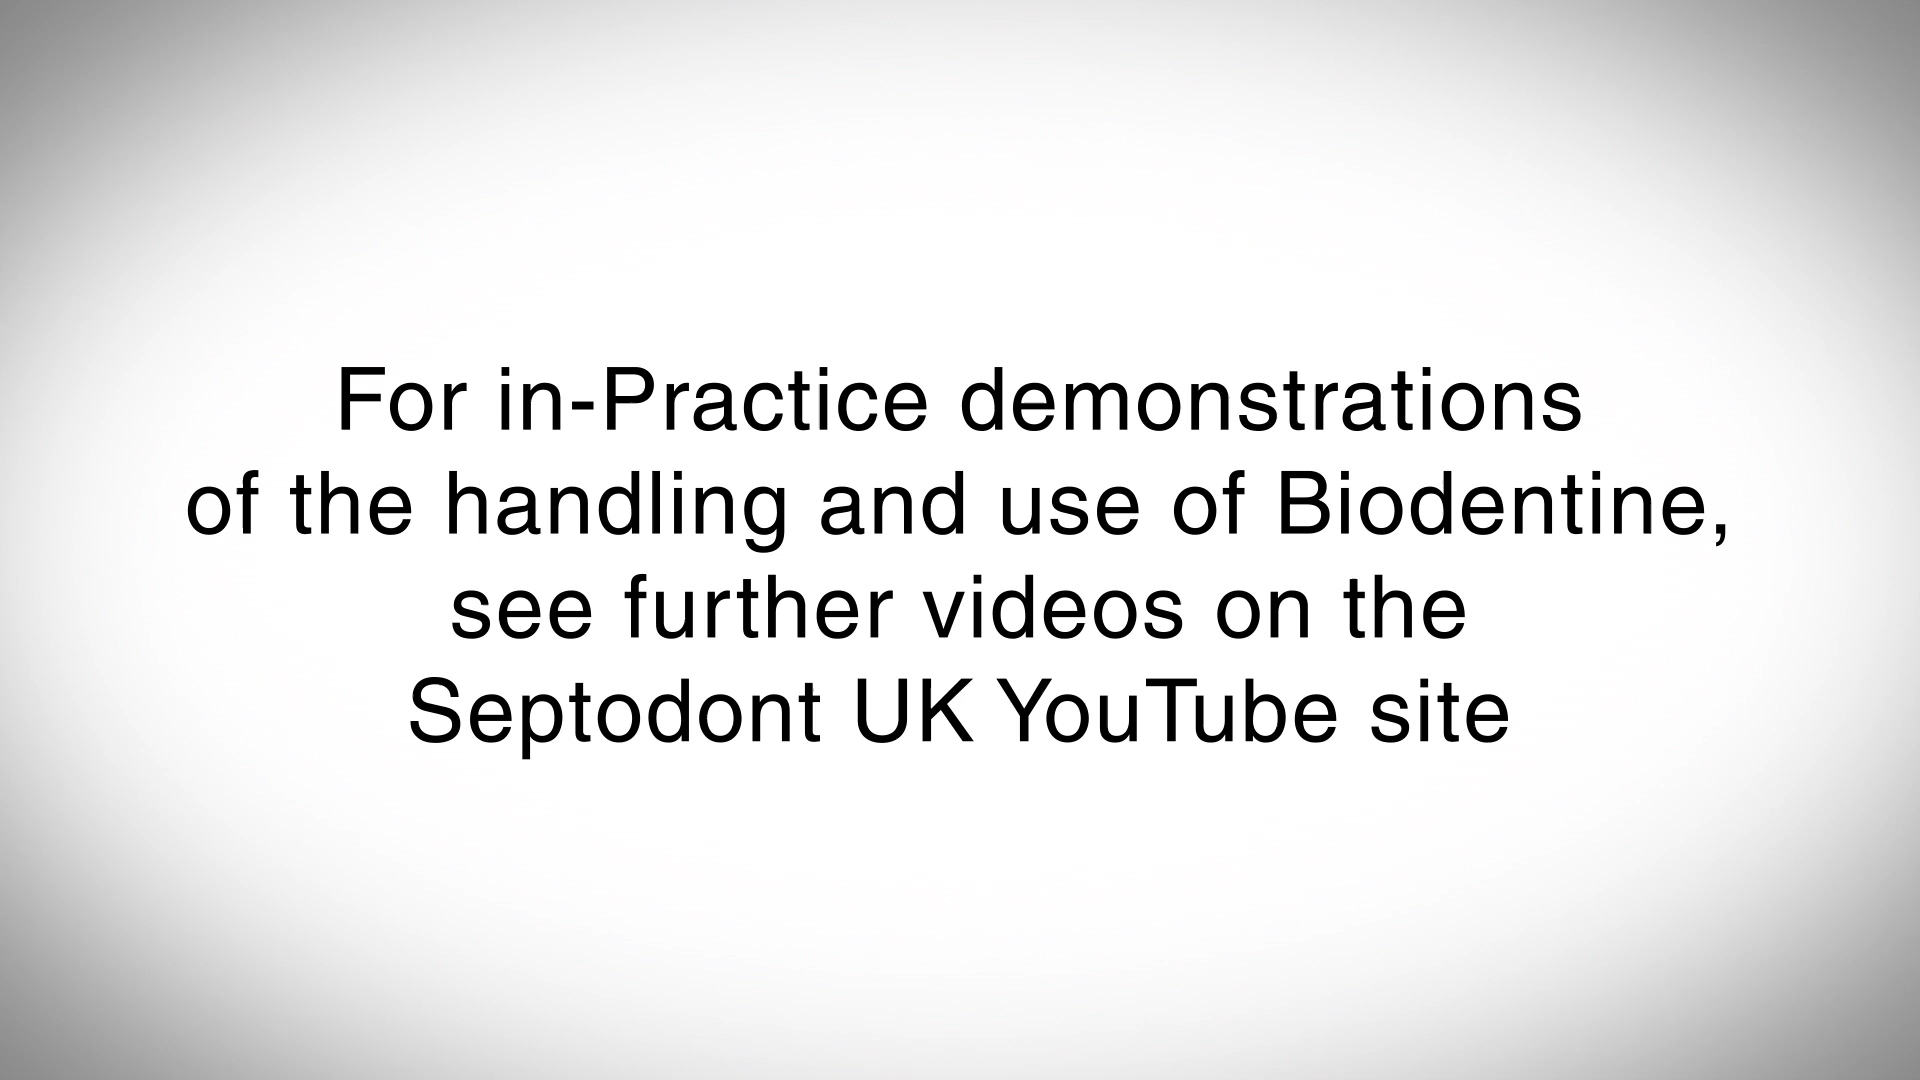 For in-Practice demonstrations
of the handling and use of Biodentine,
see further videos on the
Septodont UK YouTube site